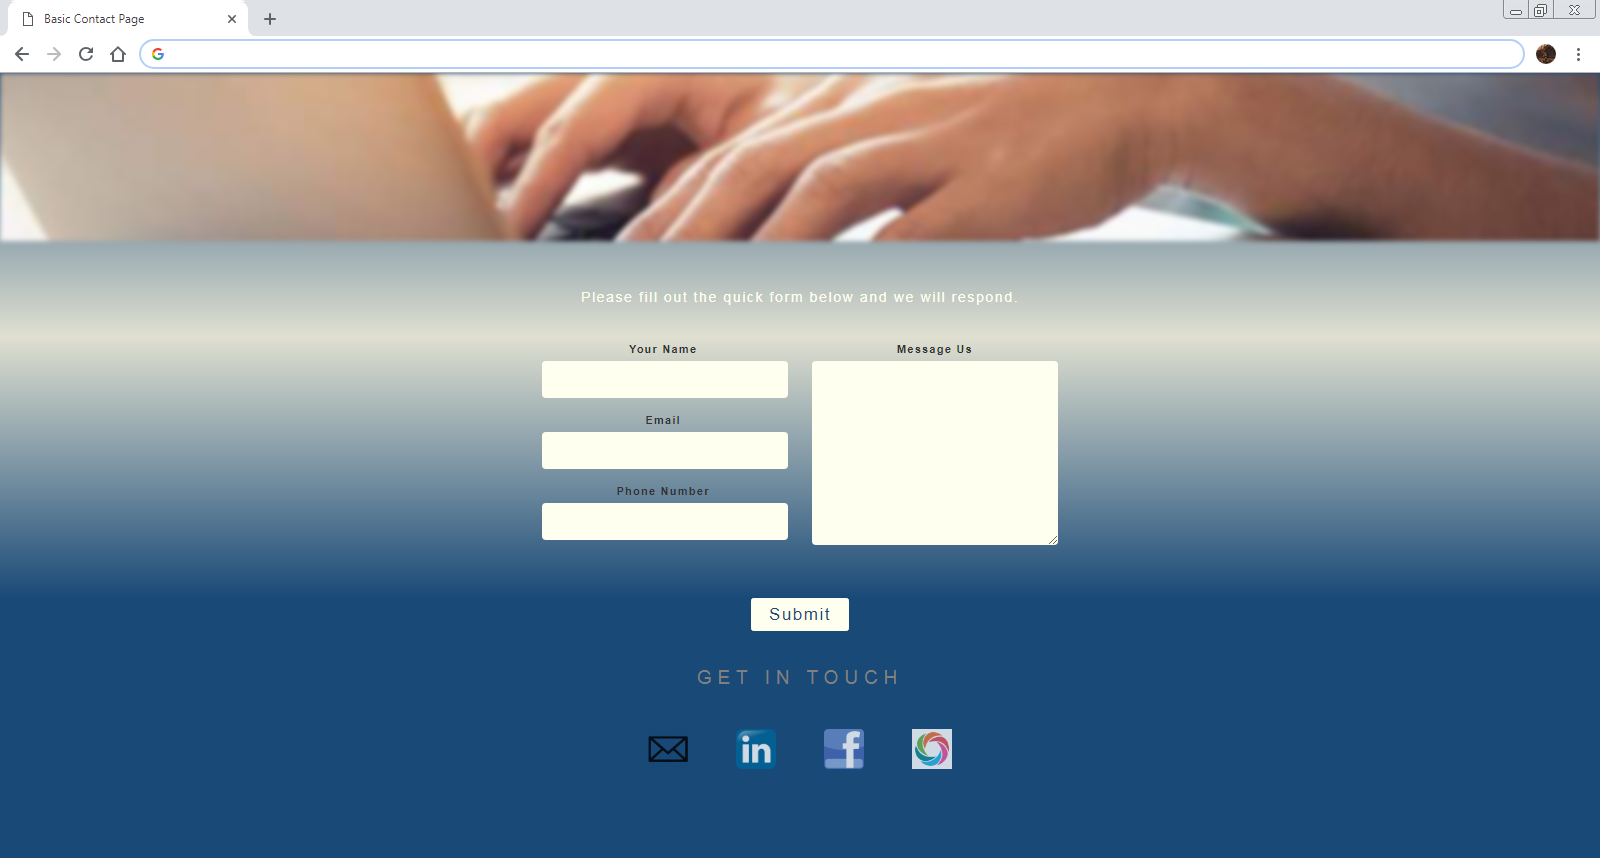 Basic Contact Page
Please fill out the quick form below and we will respond.
Your Name
Message Us
Email
Phone Number
Submit
GET IN TOUCH
in
f